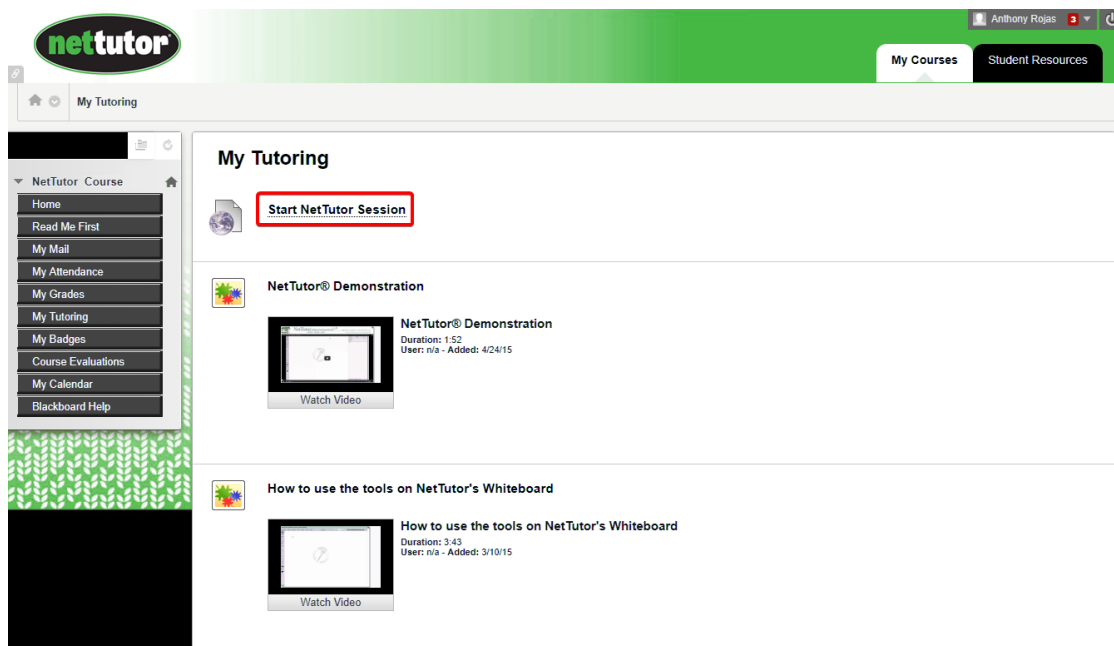 nettutor
Anthony Rojas 3
My Courses
Student Resources
My Tutoring
NetTutor Course
Home
Read Me First
My Mail
My Attendance
My Grades
My Tutoring
My Badges
Course Evaluations
My Calendar
Blackboard Help
My Tutoring
Start NetTutor Session
NetTutor® Demonstration
NetTutor® Demonstration
Duration: 1:52
User: n/a - Added: 4/24/15
Watch Video
How to use the tools on NetTutor's Whiteboard
How to use the tools on NetTutor's Whiteboard
Duration: 3:43
User: n/a - Added: 3/10/15
Watch Video